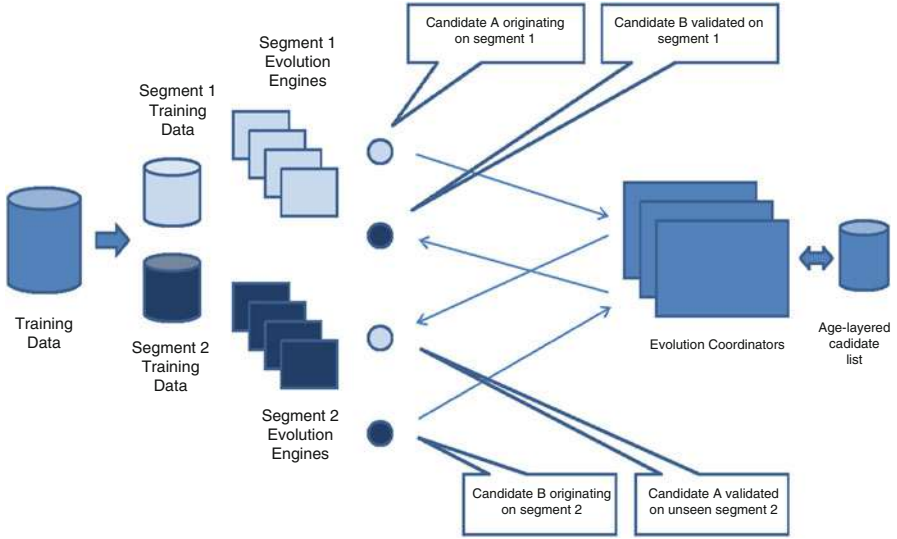 Candidate A originating
on segment 1
Candidate B validated on
segment 1
Segment 1
Evolution
Engines
Segment 1
Training
Data
Training
Data
Segment 2
Training
Data
Segment 2
Evolution
Engines
Evolution Coordinators
Age-layered
cadidate
list
Candidate B originating
on segment 2
Candidate A validated
on unseen segment 2